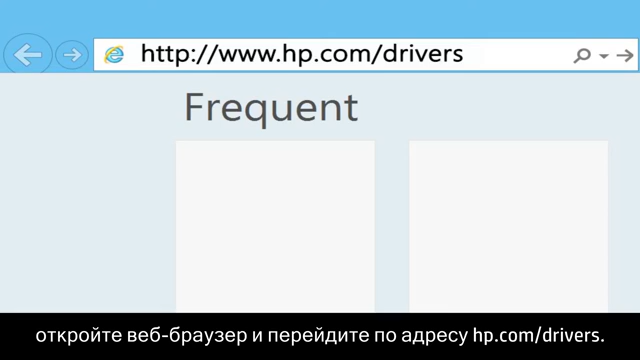 http://www.hp.com/drivers
Frequent
откройте веб-браузер и перейдите по адресу hp.com/drivers.